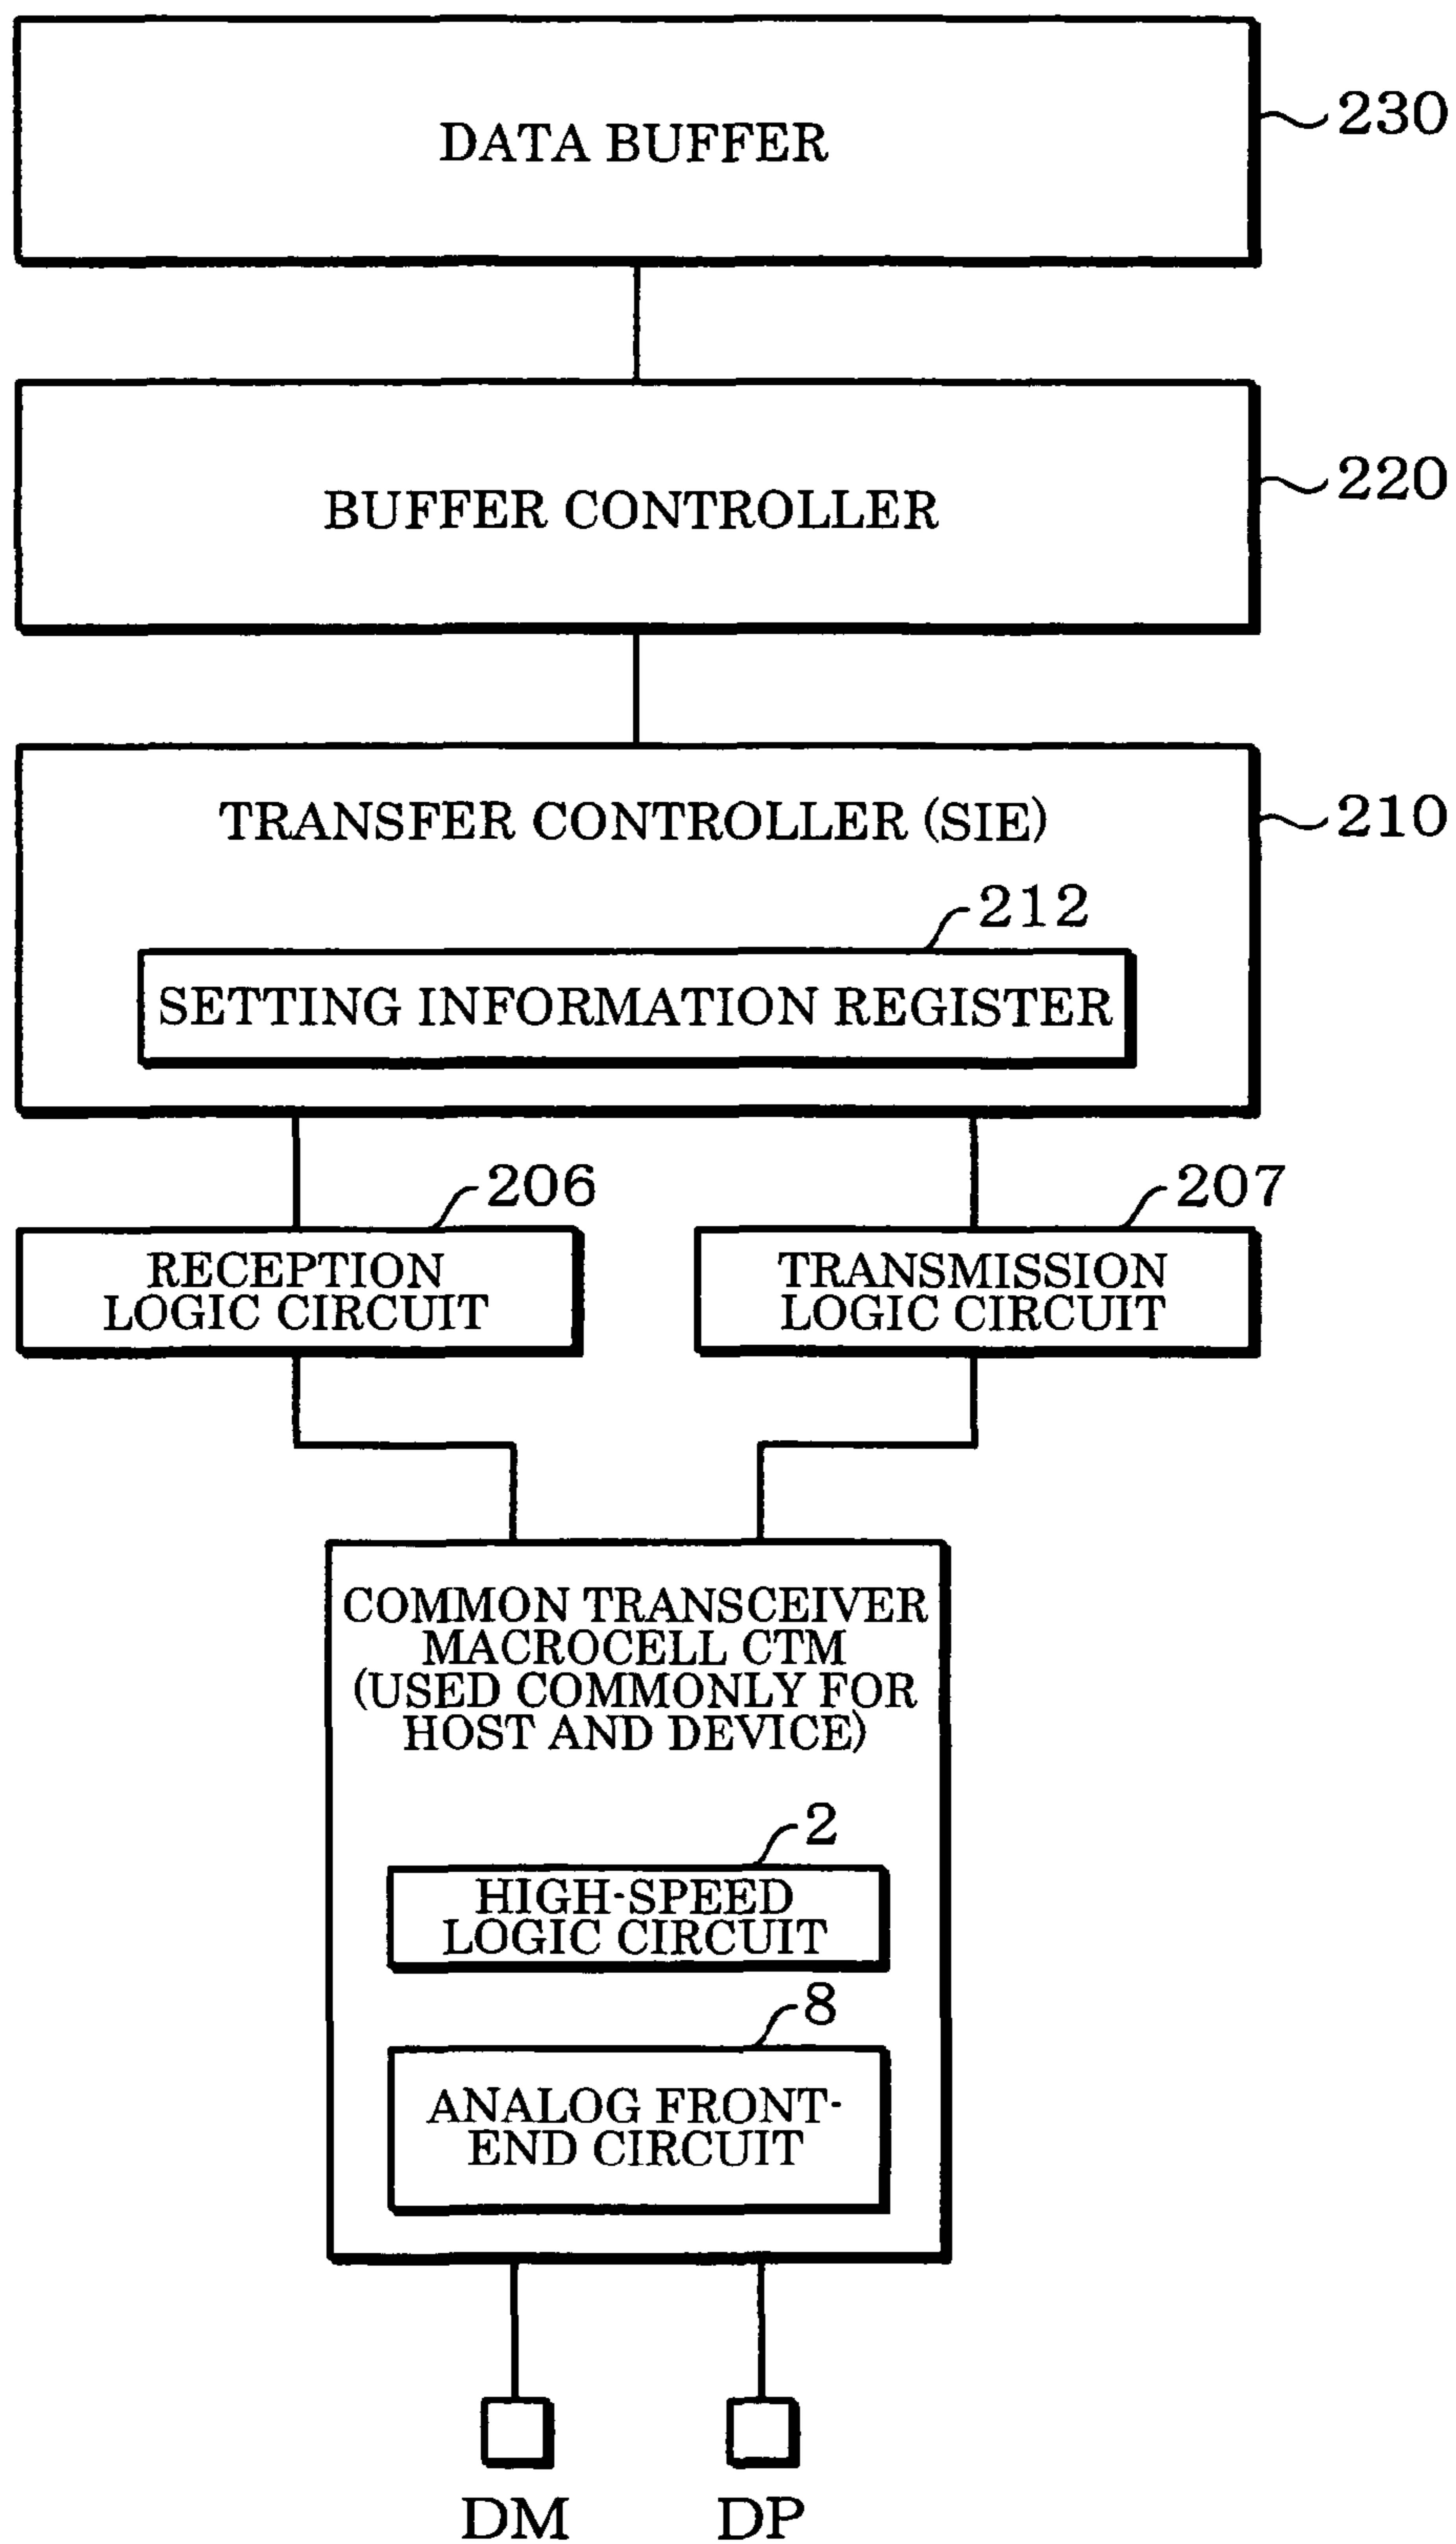 230
DATA BUFFER
220
BUFFER CONTROLLER
TRANSFER CONTROLLER (SIE)
210
212
SETTING INFORMATION REGISTER
206
207
RECEPTION
LOGIC CIRCUIT
TRANSMISSION
LOGIC CIRCUIT
COMMON TRANSCEIVER
MACROCELL CTM
(USED COMMONLY FOR
HOST AND DEVICE)
2
HIGH-SPEED
LOGIC CIRCUIT
8
ANALOG FRONT-
END CIRCUIT
DM
DP